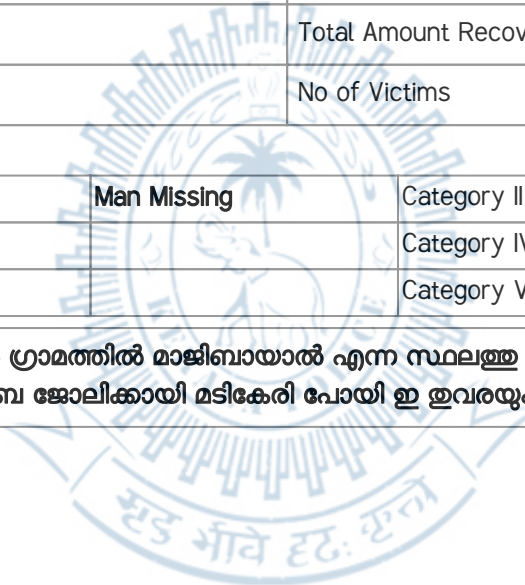 Total Amount Recov
No of Victims
Man Missing Category II
Category IV
Category V
ഗ്രാമത്തിൽ മാജിബായാൽ എന്ന സ്ഥലത്തു
ജോലിക്കായി മടികേരി പോയി ഇ തുവരയും
मृदु भावे दृढ कृत्ये